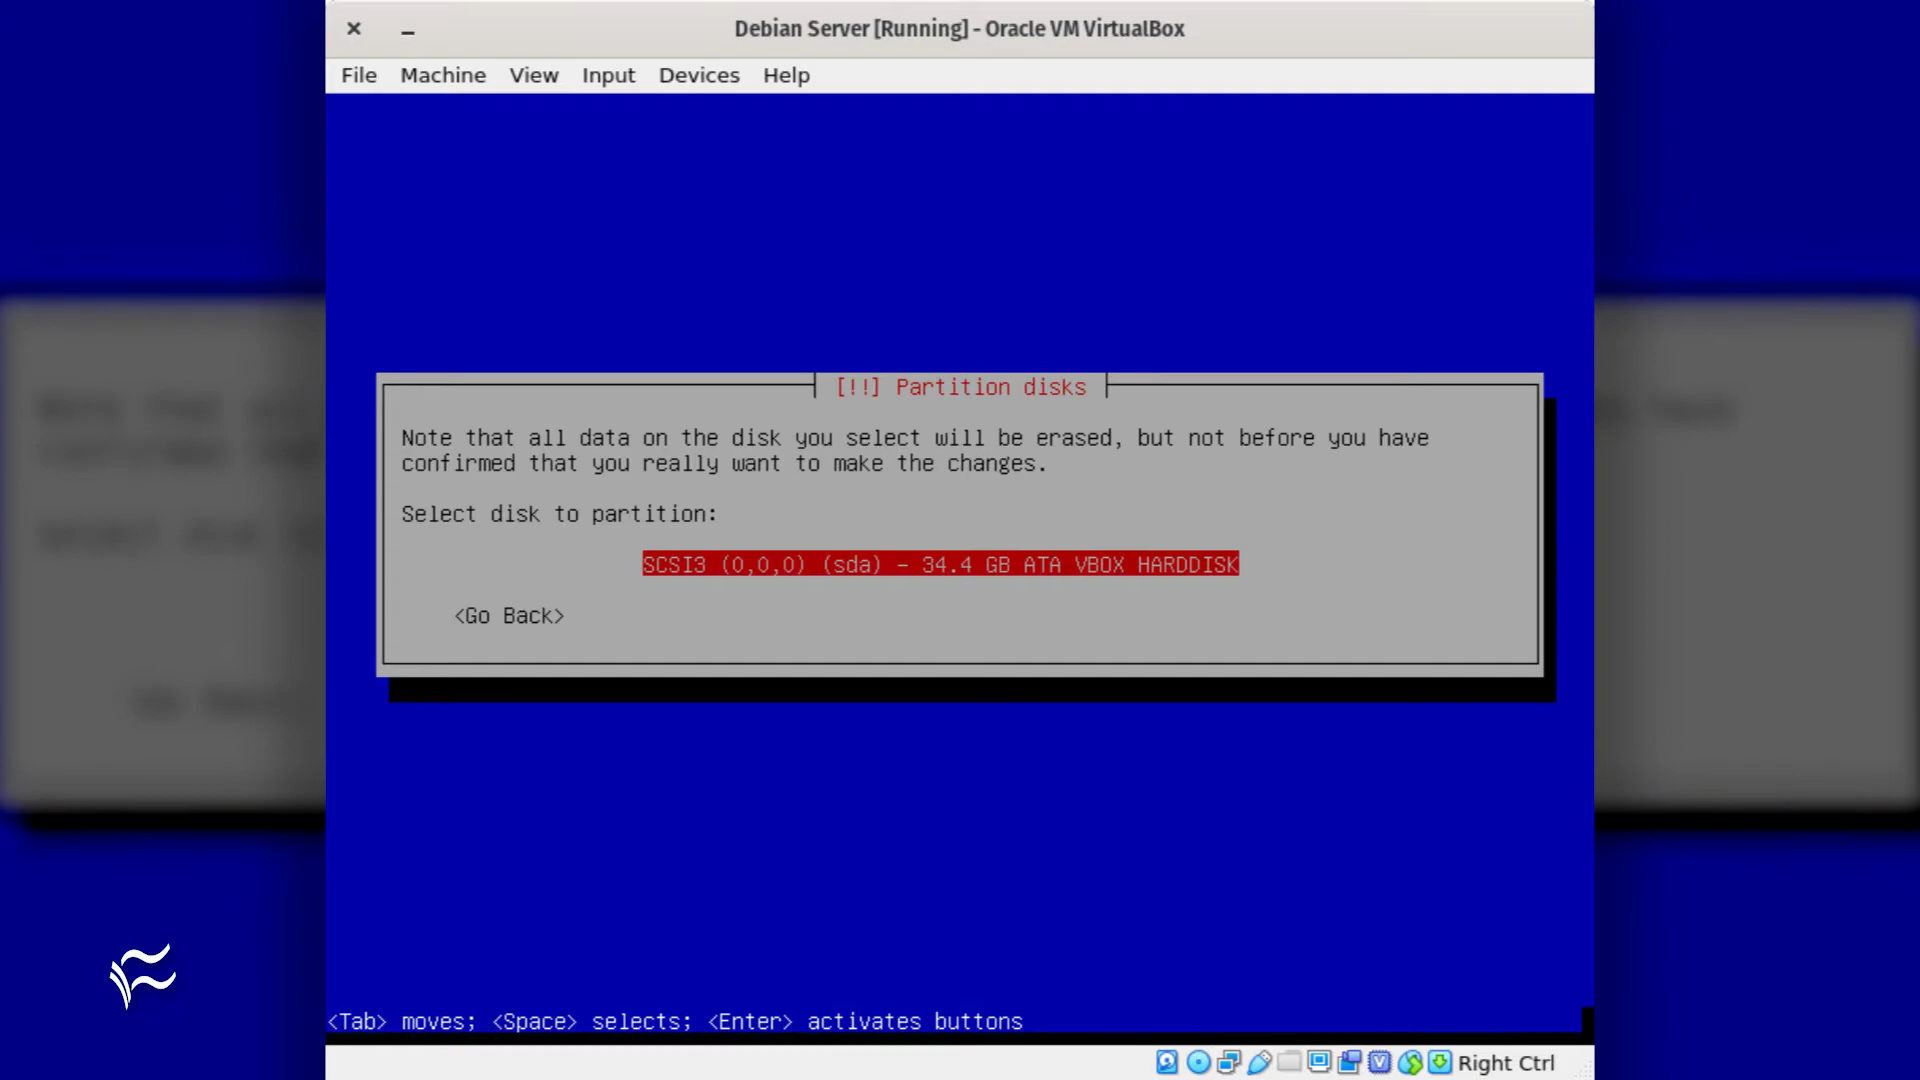 Debian Server [Running] - Oracle VM VirtualBox
File Machine View Input Devices Help
[!!] Partition disks
Note that all data on the disk you select will be erased, but not before you have
confirmed that you really want to make the changes.
Select disk to partition:
SCSI3 (0,0,0) (sda) - 34.4 GB ATA VBOX HARDDISK
<Go Back>
<Tab> moves; <Space> selects; <Enter> activates buttons
Right Ctrl